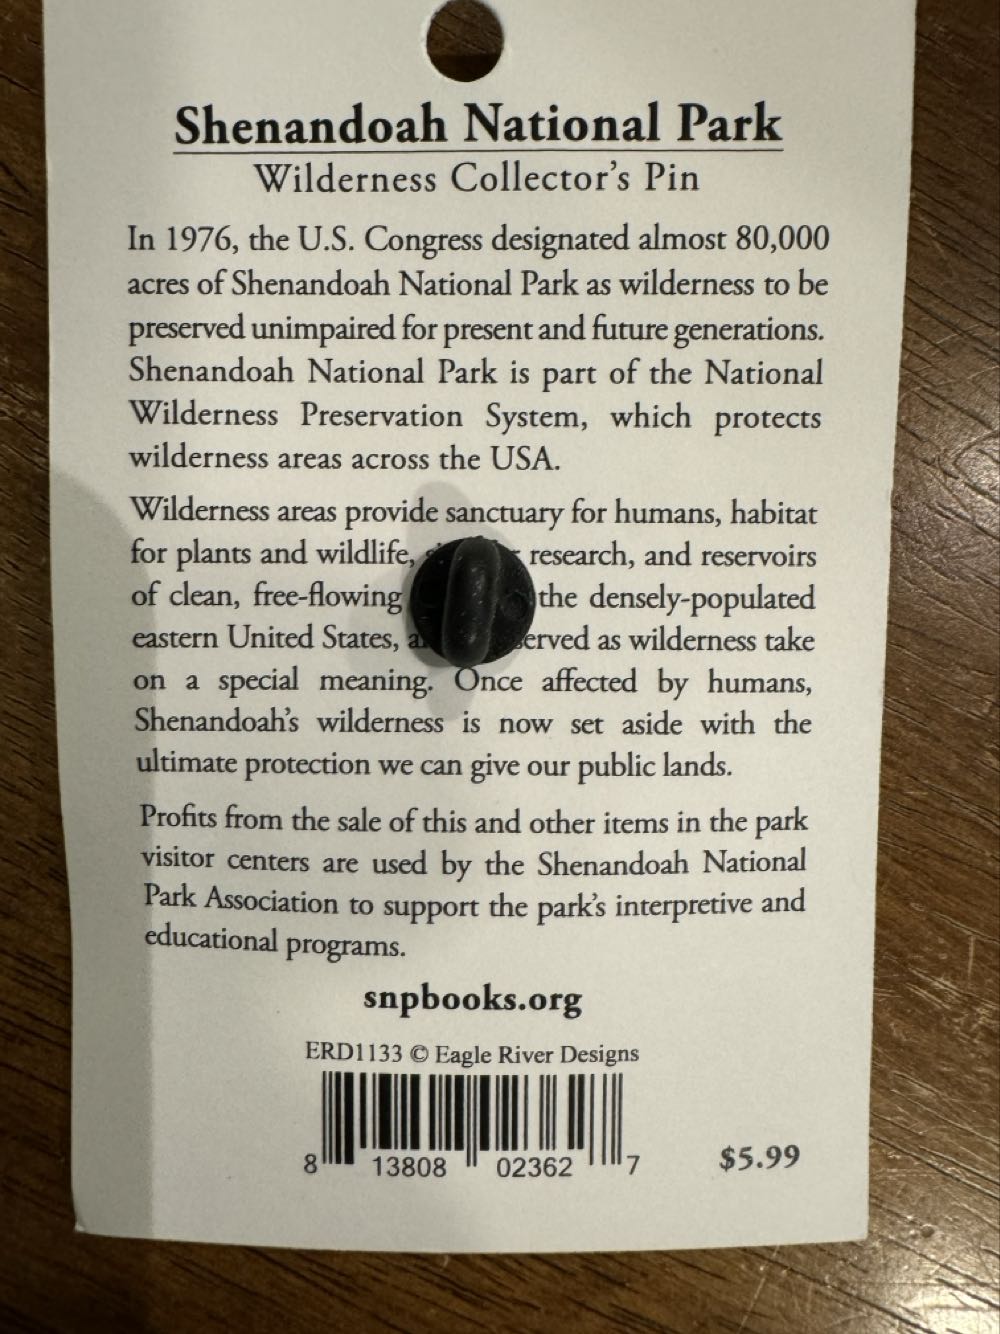 Shenandoah National Park
Wilderness Collector's Pin
In 1976, the U.S. Congress designated almost 80,000
acres of Shenandoah National Park as wilderness to be
preserved unimpaired for present and future generations.
Shenandoah National Park is part of the National
Wilderness Preservation System, which protects
wilderness areas across the USA.
Wilderness areas provide sanctuary for humans, habitat
for plants and wildlife, research, and reservoirs
of clean, free-flowing the densely-populated
eastern United States, as wilderness take
on a special meaning. Once affected by humans,
Shenandoah's wilderness is now set aside with the
ultimate protection we can give our public lands.
Profits from the sale of this and other items in the park
visitor centers are used by the Shenandoah National
Park Association to support the park's interpretive and
educational programs.
snpbooks.org
ERD1133 © Eagle River Designs
8 13808 02362 7
$5.99